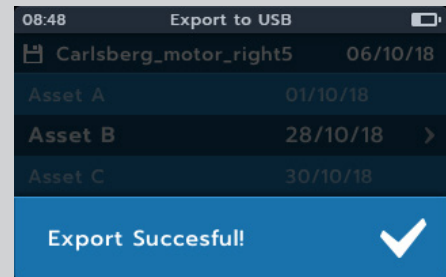 08:48 Export to USB
Carlsberg_motor_right5 06/10/18
Asset A 01/10/18
Asset B 28/10/18 >
Asset C 30/10/18
Export Succesful!